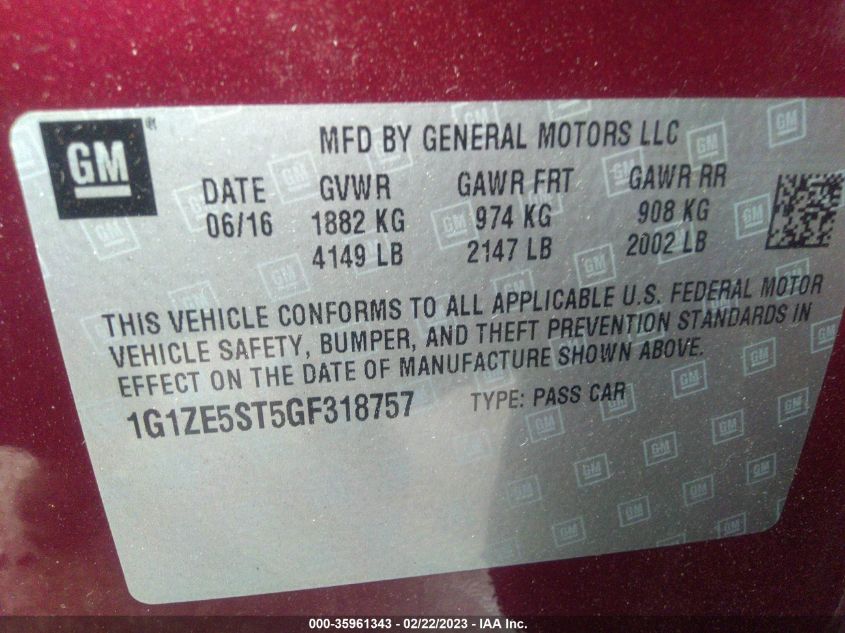 GM
MFD BY GENERAL MOTORS LLC
DATE GVWR GAWR FRT GAWR RR
06/16 1882 KG 974 KG 908 KG
4149 LB 2147 LB 2002 LB
THIS VEHICLE CONFORMS TO ALL APPLICABLE U.S. FEDERAL MOTOR
VEHICLE SAFETY, BUMPER, AND THEFT PREVENTION STANDARDS IN
EFFECT ON THE DATE OF MANUFACTURE SHOWN ABOVE.
1G1ZE5ST5GF318757 TYPE: PASS CAR
000-35961343 - 02/22/2023 - IAA Inc.